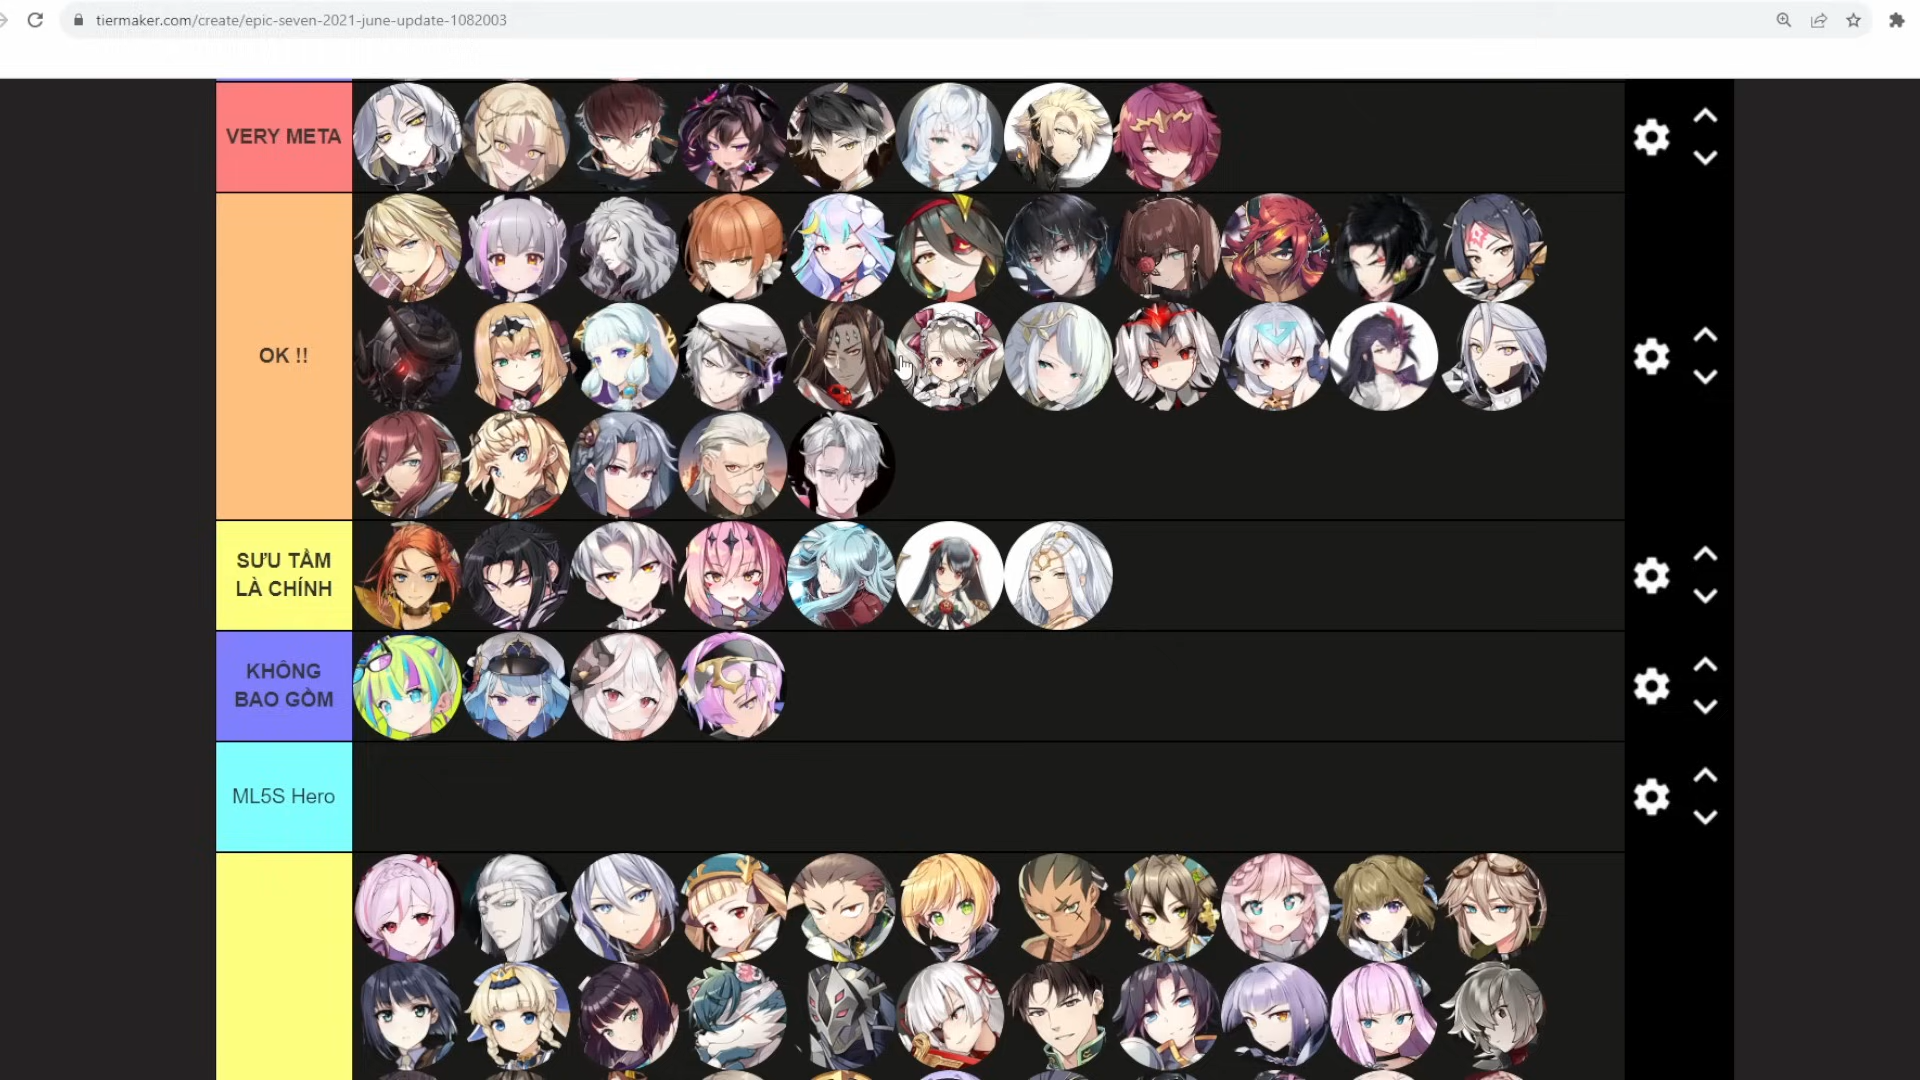 tiermaker.com/create/epic-seven-2021-june-update-1082003
VERY META
OK !!
SƯU TẦM
LÀ CHÍNH
KHÔNG
BAO GỒM
ML5S Hero